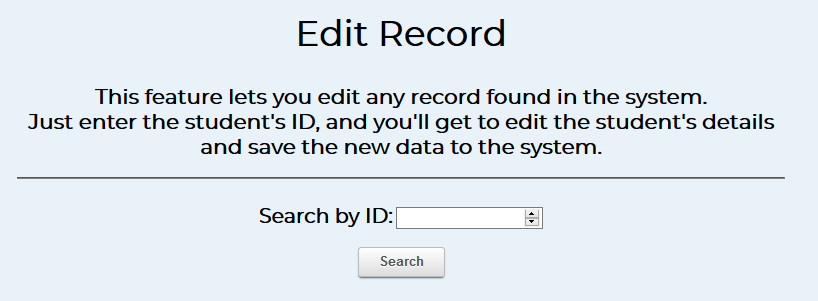 Edit Record
This feature lets you edit any record found in the system.
Just enter the student's ID, and you'll get to edit the student's details
and save the new data to the system.
Search by ID:
Search